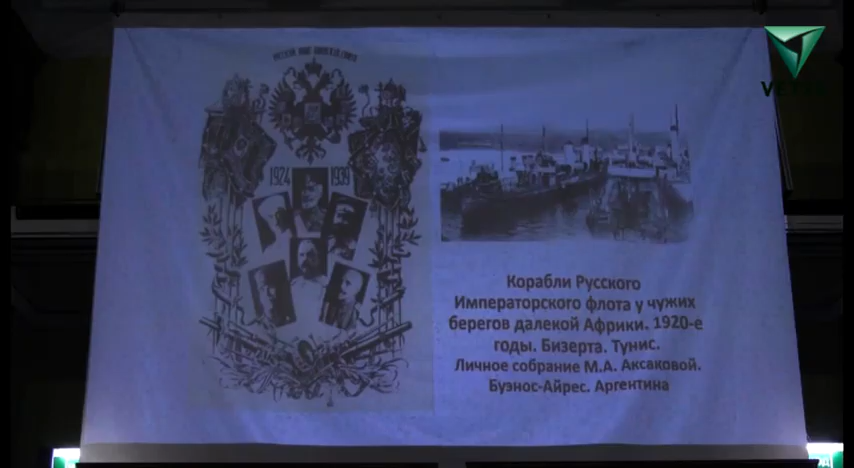 1924 1939
Корабли Русского
Императорского флота у чужих
берегов далекой Африки. 1920-е
годы. Бизерта. Тунис.
Личное собрание М.А. Аксаковой.
Буэнос-Айрес. Аргентина